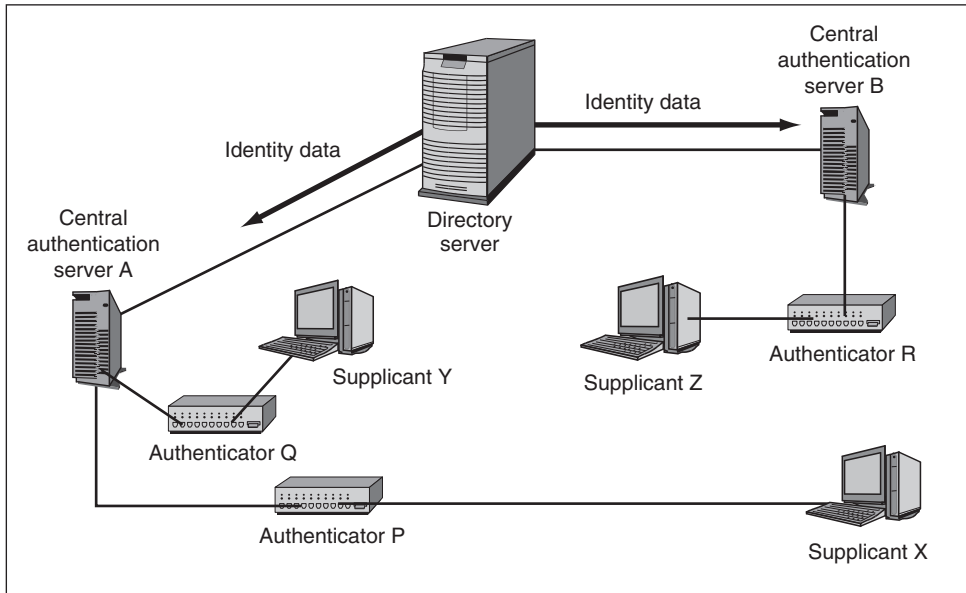 Central
authentication
server B
Identity data
Identity data
Directory
server
Central
authentication
server A
Supplicant Y
Supplicant Z
Authenticator R
Authenticator Q
Authenticator P
Supplicant X